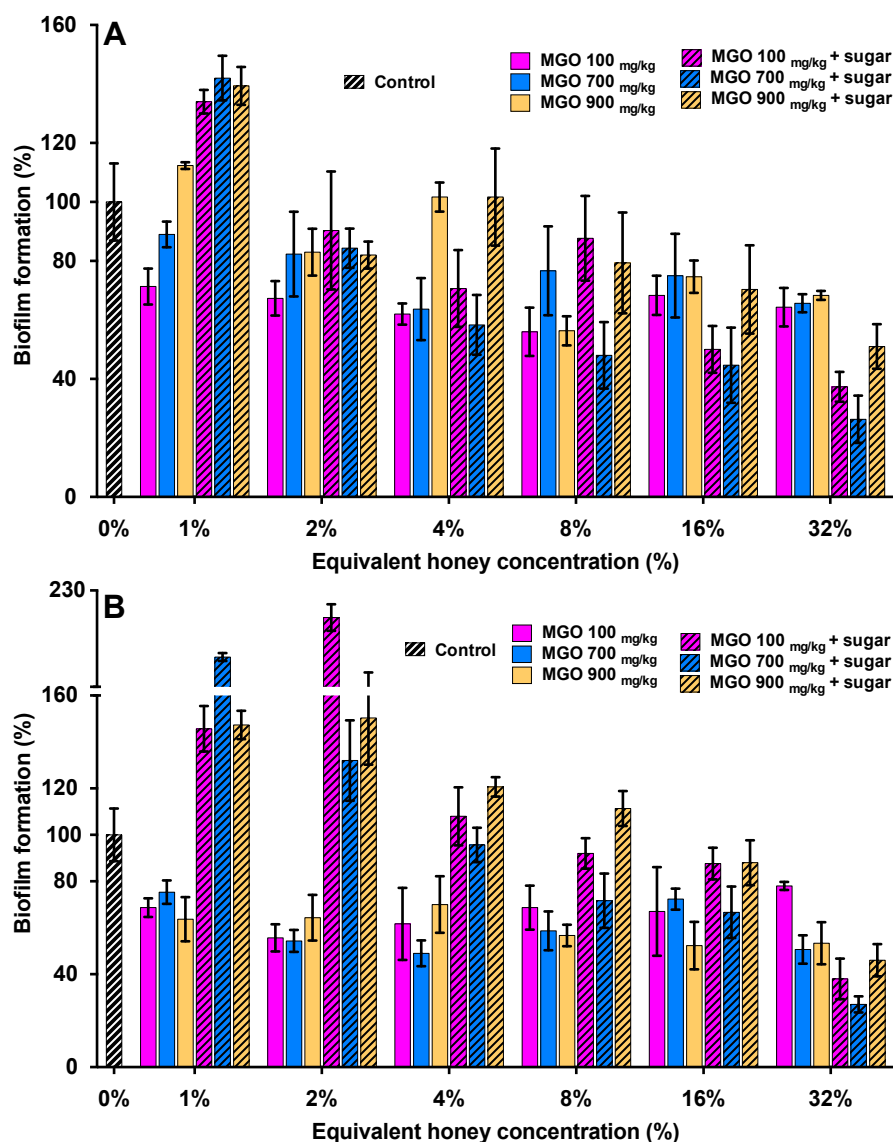 A
160
120
100
80
40
0
Biofilm formation (%)
Control
MGO 100 mg/kg
MGO 700 mg/kg
MGO 900 mg/kg
MGO 100 mg/kg + sugar
MGO 700 mg/kg + sugar
MGO 900 mg/kg + sugar
0% 1% 2% 4% 8% 16% 32%
Equivalent honey concentration (%)
B
230
160
120
100
80
40
0
Biofilm formation (%)
Control
MGO 100 mg/kg
MGO 700 mg/kg
MGO 900 mg/kg
MGO 100 mg/kg + sugar
MGO 700 mg/kg + sugar
MGO 900 mg/kg + sugar
0% 1% 2% 4% 8% 16% 32%
Equivalent honey concentration (%)